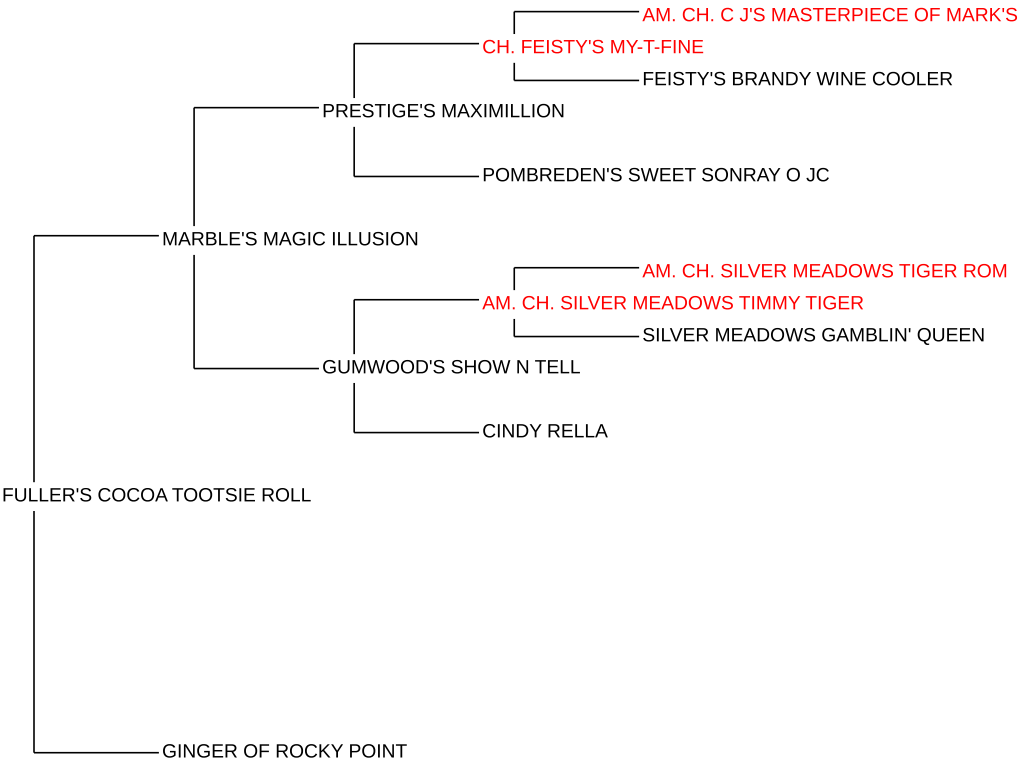 AM. CH. C J'S MASTERPIECE OF MARK'S
CH. FEISTY'S MY-T-FINE
FEISTY'S BRANDY WINE COOLER
PRESTIGE'S MAXIMILLION
POMBREDEN'S SWEET SONRAY O JC
MARBLE'S MAGIC ILLUSION
AM. CH. SILVER MEADOWS TIGER ROM
AM. CH. SILVER MEADOWS TIMMY TIGER
SILVER MEADOWS GAMBLIN' QUEEN
GUMWOOD'S SHOW N TELL
CINDY RELLA
FULLER'S COCOA TOOTSIE ROLL
GINGER OF ROCKY POINT